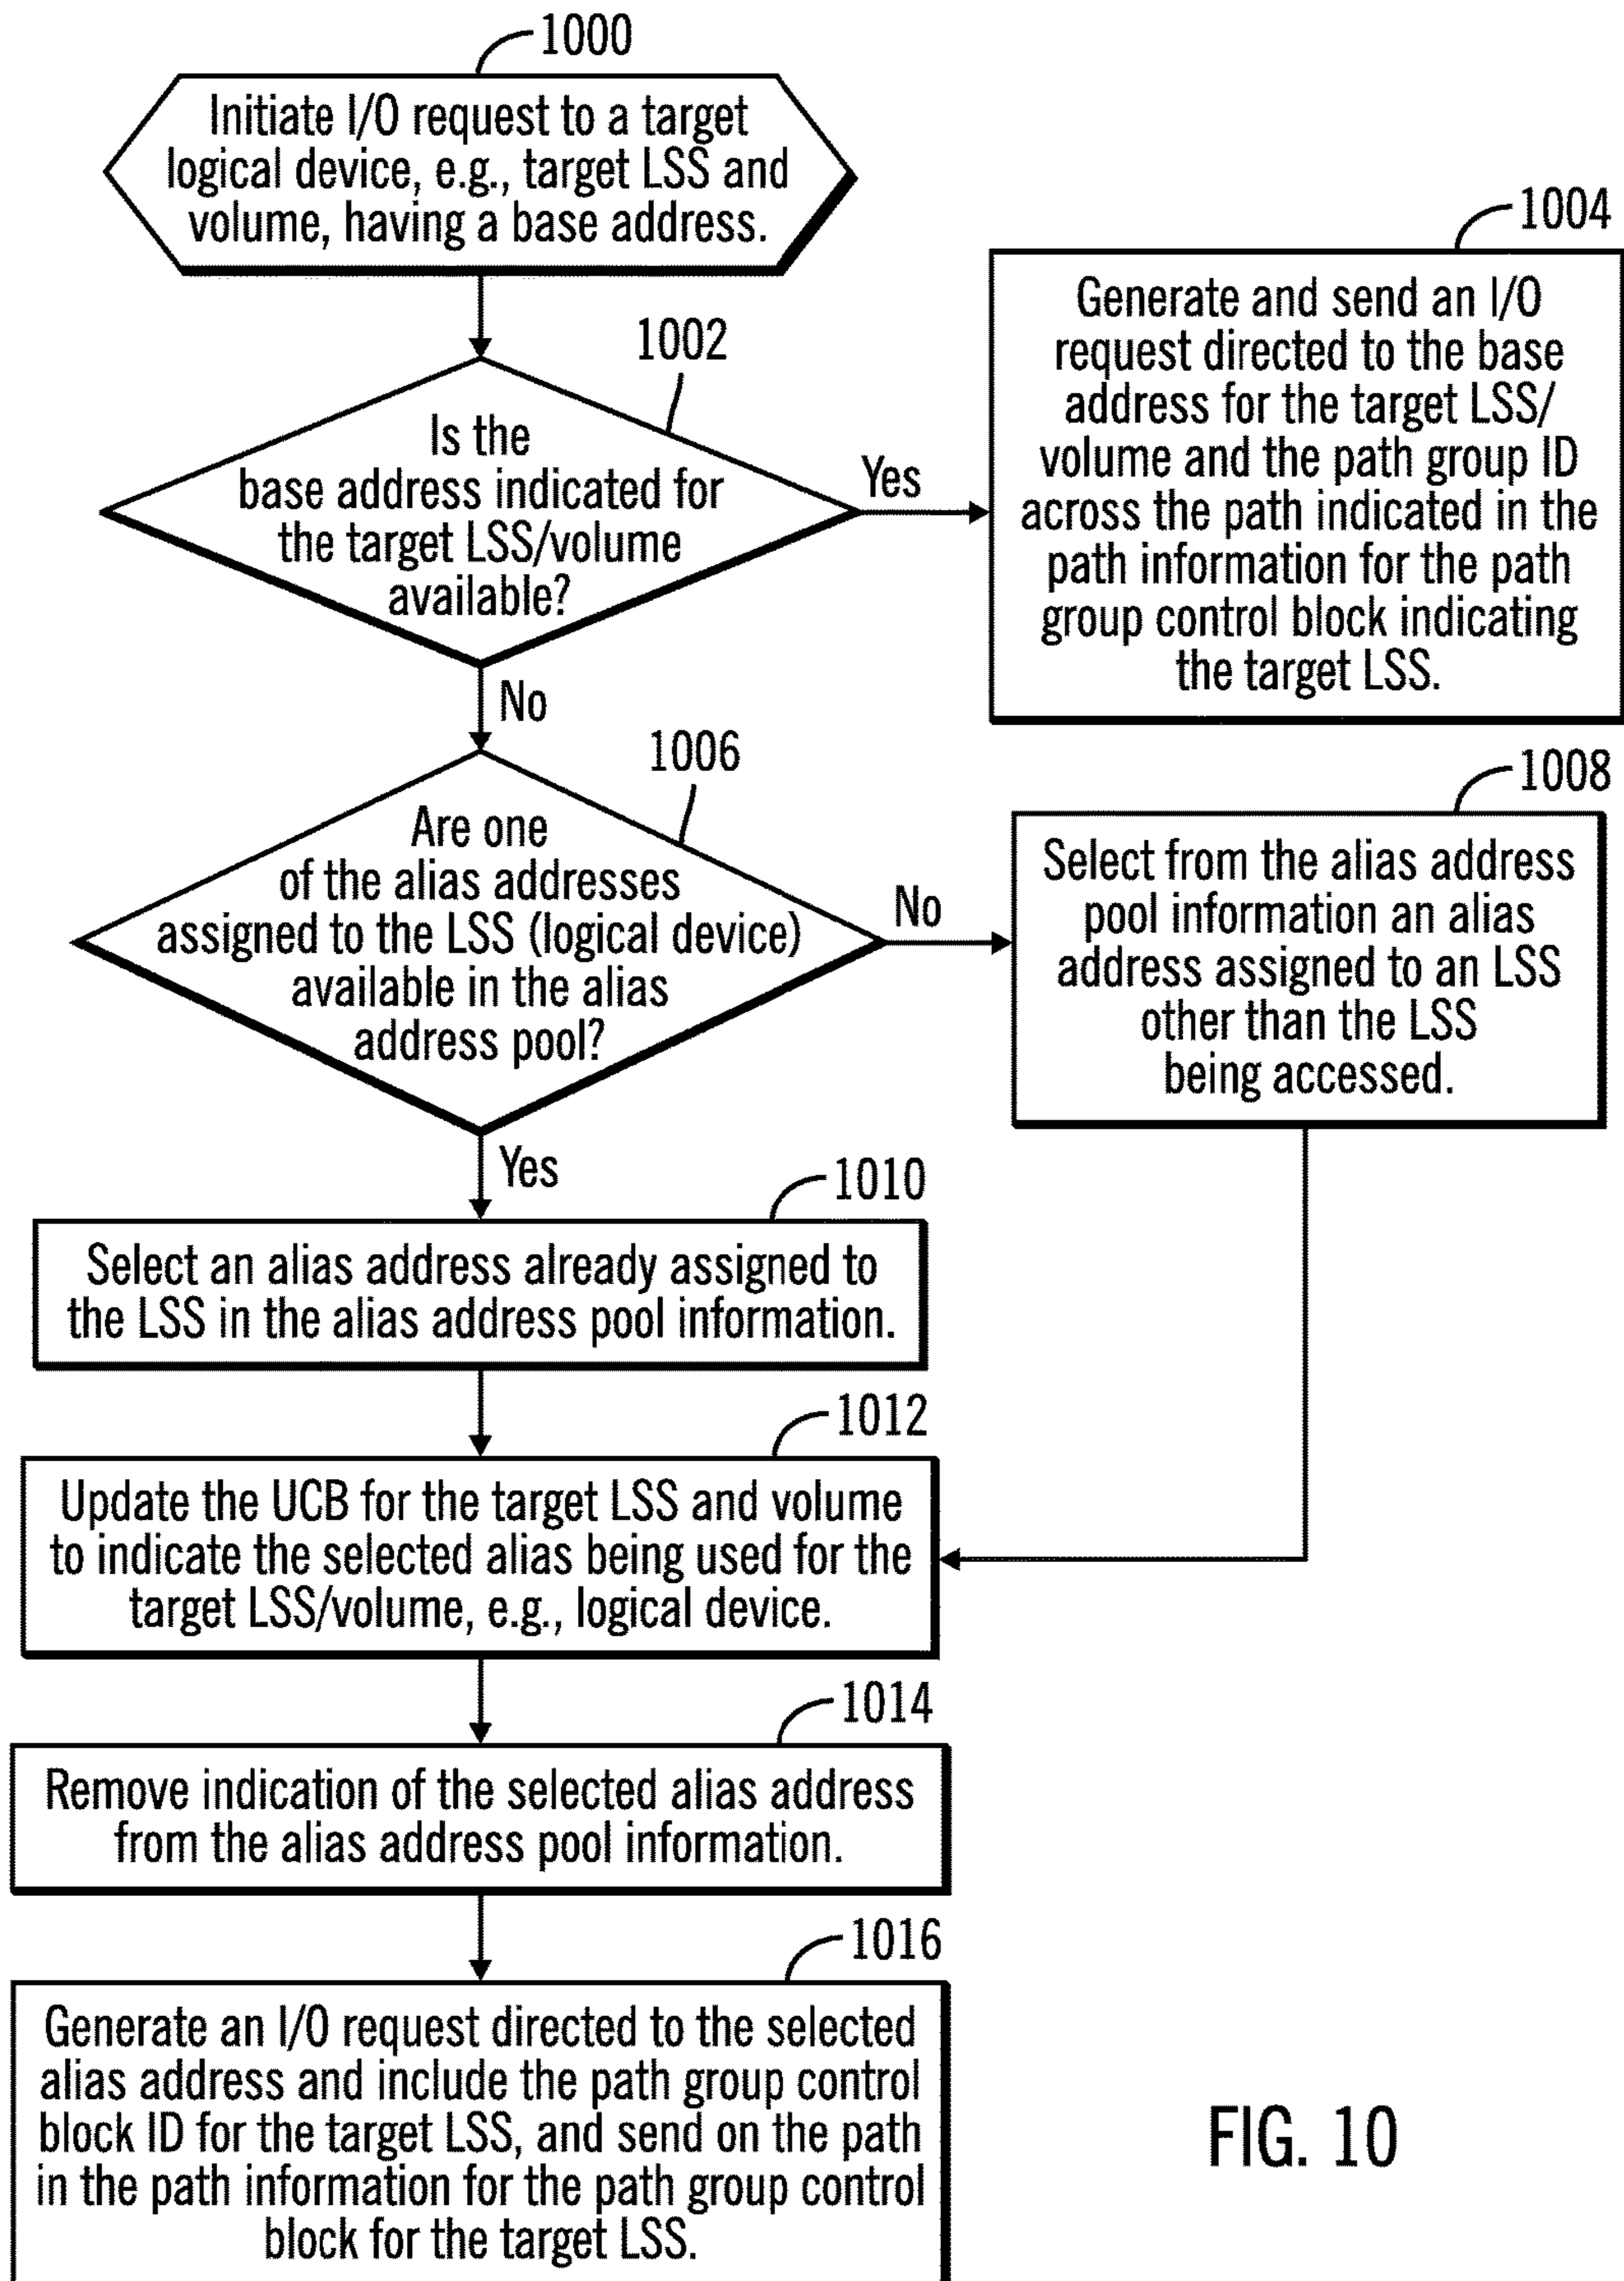 1000
Initiate I/O request to a target
logical device, e.g., target LSS and
volume, having a base address.
1002
Is the
base address indicated for
the target LSS/volume
available?
Yes
1004
Generate and send an I/O
request directed to the base
address for the target LSS/
volume and the path group ID
across the path indicated in the
path information for the path
group control block indicating
the target LSS.
No
1006
Are one
of the alias addresses
assigned to the LSS (logical device)
available in the alias
address pool?
No
1008
Select from the alias address
pool information an alias
address assigned to an LSS
other than the LSS
being accessed.
Yes
1010
Select an alias address already assigned to
the LSS in the alias address pool information.
1012
Update the UCB for the target LSS and volume
to indicate the selected alias being used for the
target LSS/volume, e.g., logical device.
1014
Remove indication of the selected alias address
from the alias address pool information.
1016
Generate an I/O request directed to the selected
alias address and include the path group control
block ID for the target LSS, and send on the path
in the path information for the path group control
block for the target LSS.
FIG. 10